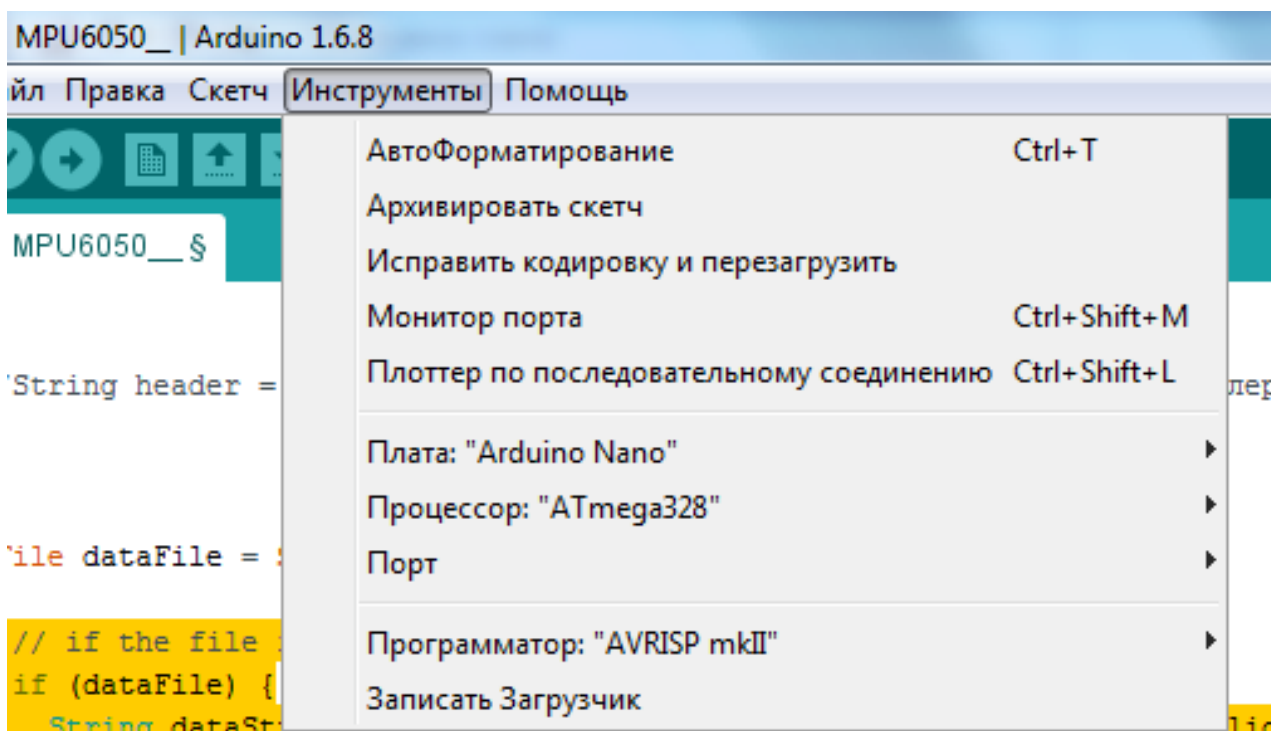 MPU6050__ | Arduino 1.6.8
йл Правка Скетч Инструменты Помощь
АвтоФорматирование Ctrl+T
Архивировать скетч
MPU6050__ §
Исправить кодировку и перезагрузить
Монитор порта Ctrl+Shift+M
Плоттер по последовательному соединению Ctrl+Shift+L
String header =
Плата: "Arduino Nano"
Процессор: "ATmega328"
ile dataFile =
Порт
// if the file
Программатор: "AVRISP mkII"
if (dataFile) {
Записать Загрузчик
String dataSt